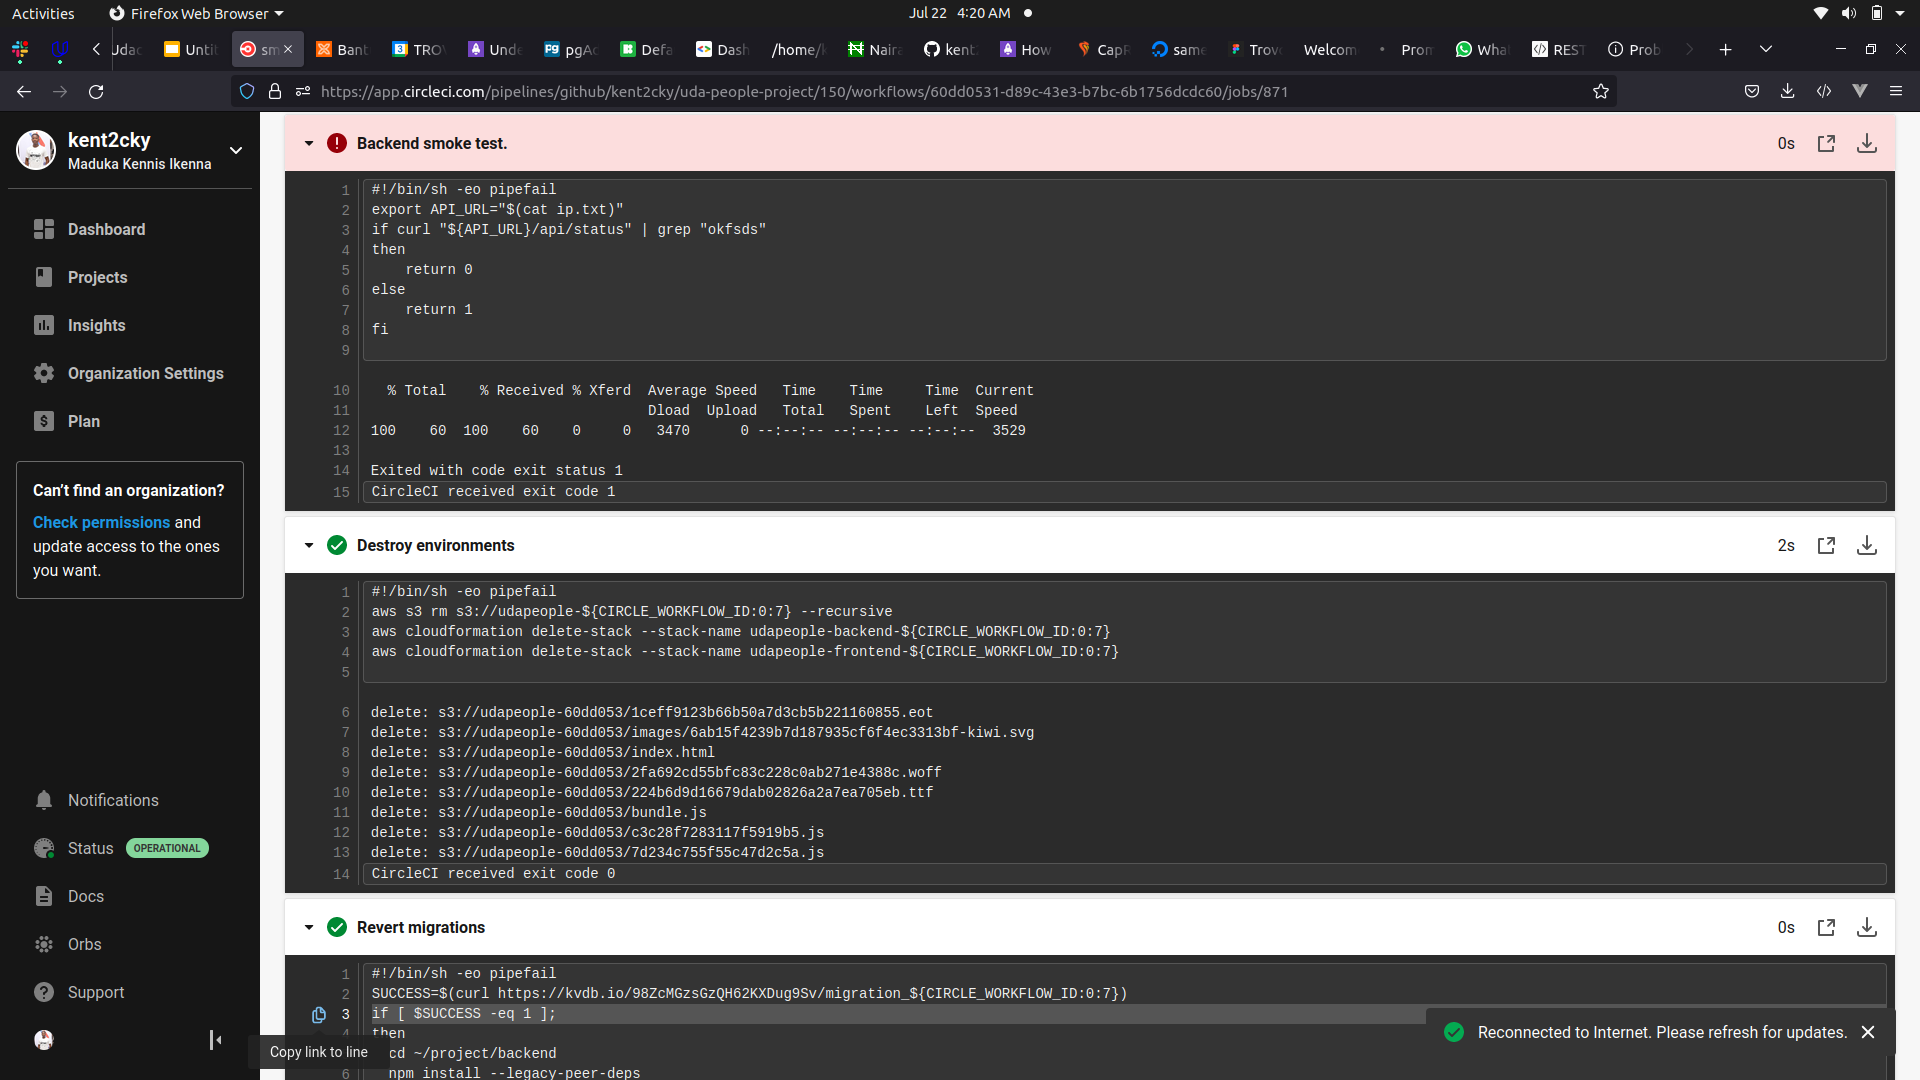 Activities
Firefox Web Browser
Jul 22 4:20 AM
Udac
Untit
sm
Bant
TRO
Unde
pgAd
Defa
Dash
/home/k
Naira
kent
How
CapR
same
Trov
Welcom
Prom
What
REST
Prob
https://app.circleci.com/pipelines/github/kent2cky/uda-people-project/150/workflows/60dd0531-d89c-43e3-b7bc-6b1756dcdc60/jobs/871
kent2cky
Maduka Kennis Ikenna
Dashboard
Projects
Insights
Organization Settings
Plan
Can't find an organization?
Check permissions and
update access to the ones
you want.
Notifications
Status OPERATIONAL
Docs
Orbs
Support
Backend smoke test. 0s
1 #!/bin/sh -eo pipefail
2 export API_URL="$(cat ip.txt)"
3 if curl "${API_URL}/api/status" | grep "okfsds"
4 then
5 return 0
6 else
7 return 1
8 fi
9
10 % Total % Received % Xferd Average Speed Time Time Time Current
11 Dload Upload Total Spent Left Speed
12 100 60 100 60 0 0 3470 0 --:--:-- --:--:-- --:--:-- 3529
13
14 Exited with code exit status 1
15 CircleCI received exit code 1
Destroy environments 2s
1 #!/bin/sh -eo pipefail
2 aws s3 rm s3://udapeople-${CIRCLE_WORKFLOW_ID:0:7} --recursive
3 aws cloudformation delete-stack --stack-name udapeople-backend-${CIRCLE_WORKFLOW_ID:0:7}
4 aws cloudformation delete-stack --stack-name udapeople-frontend-${CIRCLE_WORKFLOW_ID:0:7}
5
6 delete: s3://udapeople-60dd053/1ceff9123b66b50a7d3cb5b221160855.eot
7 delete: s3://udapeople-60dd053/images/6ab15f4239b7d187935cf6f4ec3313bf-kiwi.svg
8 delete: s3://udapeople-60dd053/index.html
9 delete: s3://udapeople-60dd053/2fa692cd55bfc83c228c0ab271e4388c.woff
10 delete: s3://udapeople-60dd053/224b6d9d16679dab02826a2a7ea705eb.ttf
11 delete: s3://udapeople-60dd053/bundle.js
12 delete: s3://udapeople-60dd053/c3c28f7283117f5919b5.js
13 delete: s3://udapeople-60dd053/7d234c755f55c47d2c5a.js
14 CircleCI received exit code 0
Revert migrations 0s
1 #!/bin/sh -eo pipefail
2 SUCCESS=$(curl https://kvdb.io/98ZcMGzsGzQH62KXDug9Sv/migration_${CIRCLE_WORKFLOW_ID:0:7})
3 if [ $SUCCESS -eq 1 ];
4 then
cd ~/project/backend
6 npm install --legacy-peer-deps
Copy link to line
Reconnected to Internet. Please refresh for updates.